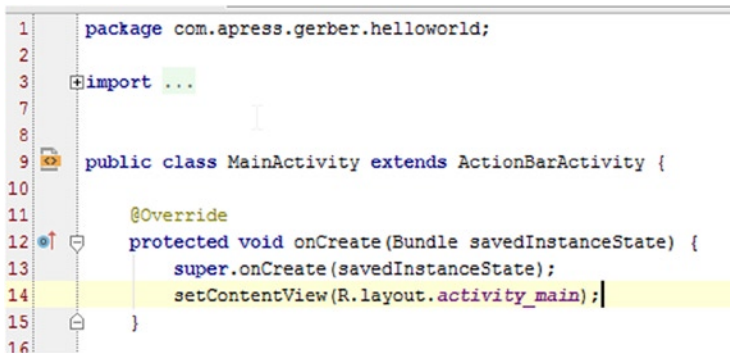 1 package com.apress.gerber.helloworld;
2
3 import ...
7
8
9 public class MainActivity extends ActionBarActivity {
10
11 @Override
12 protected void onCreate(Bundle savedInstanceState) {
13 super.onCreate(savedInstanceState);
14 setContentView(R.layout.activity_main);
15 }
16